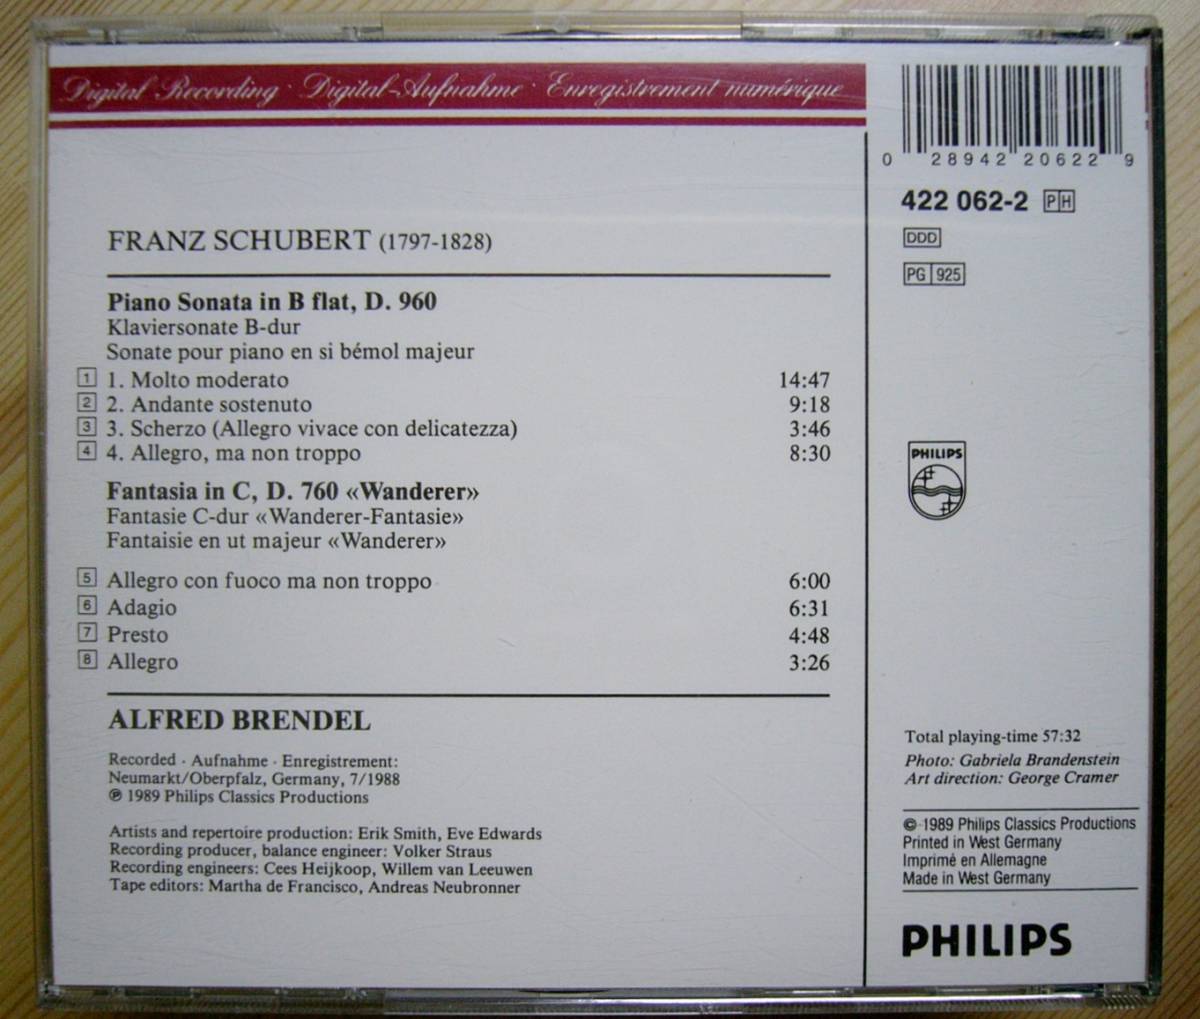 Digital Recording · Digital-Aufnahme · Enregistrement numérique
FRANZ SCHUBERT (1797-1828)
Piano Sonata in B flat, D. 960
Klaviersonate B-dur
Sonate pour piano en si bémol majeur
1 1. Molto moderato 14:47
2 2. Andante sostenuto 9:18
3 3. Scherzo (Allegro vivace con delicatezza) 3:46
4 4. Allegro, ma non troppo 8:30
Fantasia in C, D. 760 «Wanderer»
Fantasie C-dur «Wanderer-Fantasie»
Fantaisie en ut majeur «Wanderer»
5 Allegro con fuoco ma non troppo 6:00
6 Adagio 6:31
7 Presto 4:48
8 Allegro 3:26
ALFRED BRENDEL
Recorded · Aufnahme · Enregistrement:
Neumarkt/Oberpfalz, Germany, 7/1988
℗ 1989 Philips Classics Productions
Artists and repertoire production: Erik Smith, Eve Edwards
Recording producer, balance engineer: Volker Straus
Recording engineers: Cees Heijkoop, Willem van Leeuwen
Tape editors: Martha de Francisco, Andreas Neubronner
0 28942 20622 9
422 062-2 PH
DDD
PG 925
PHILIPS
Total playing-time 57:32
Photo: Gabriela Brandenstein
Art direction: George Cramer
© 1989 Philips Classics Productions
Printed in West Germany
Imprimé en Allemagne
Made in West Germany
PHILIPS